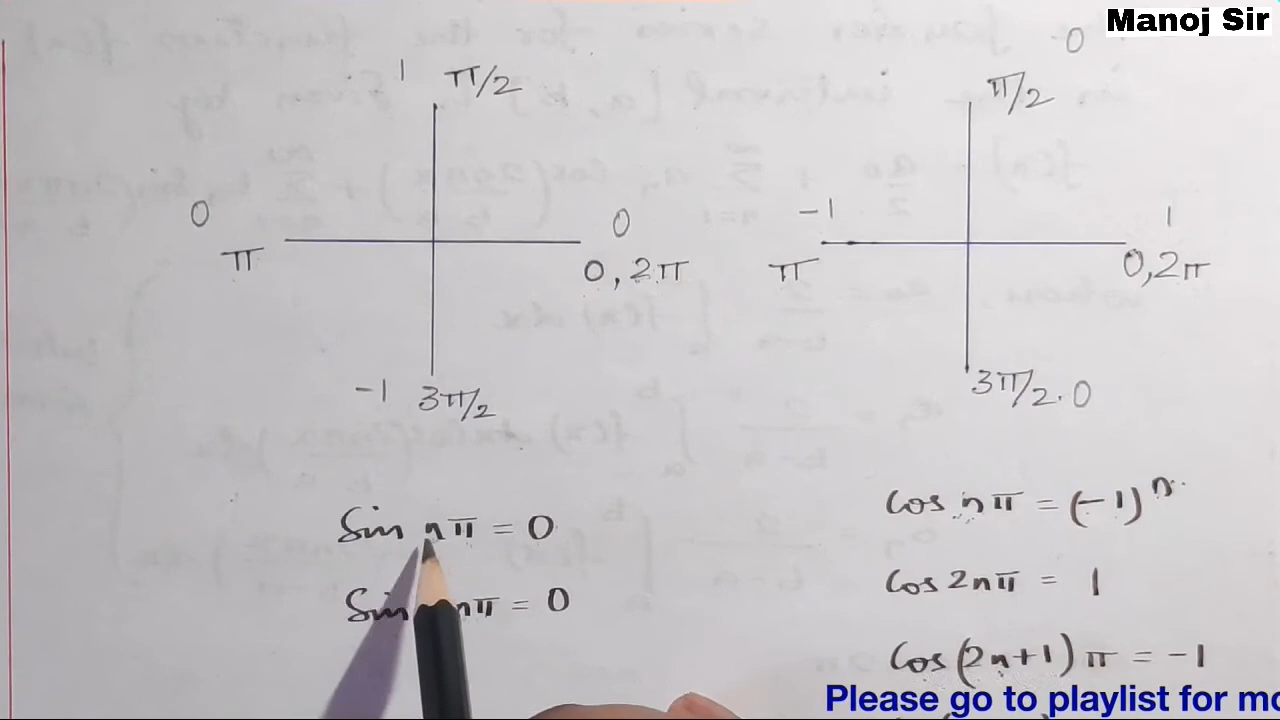 Manoj Sir
1 π/2
0
π
0
0, 2π
-1 3π/2
0
π/2
-1
π
1
0, 2π
3π/2. 0
Sin nπ = 0
Sin nπ = 0
Cos nπ = (-1)^n
Cos 2nπ = 1
Cos(2n+1)π = -1
Please go to playlist for